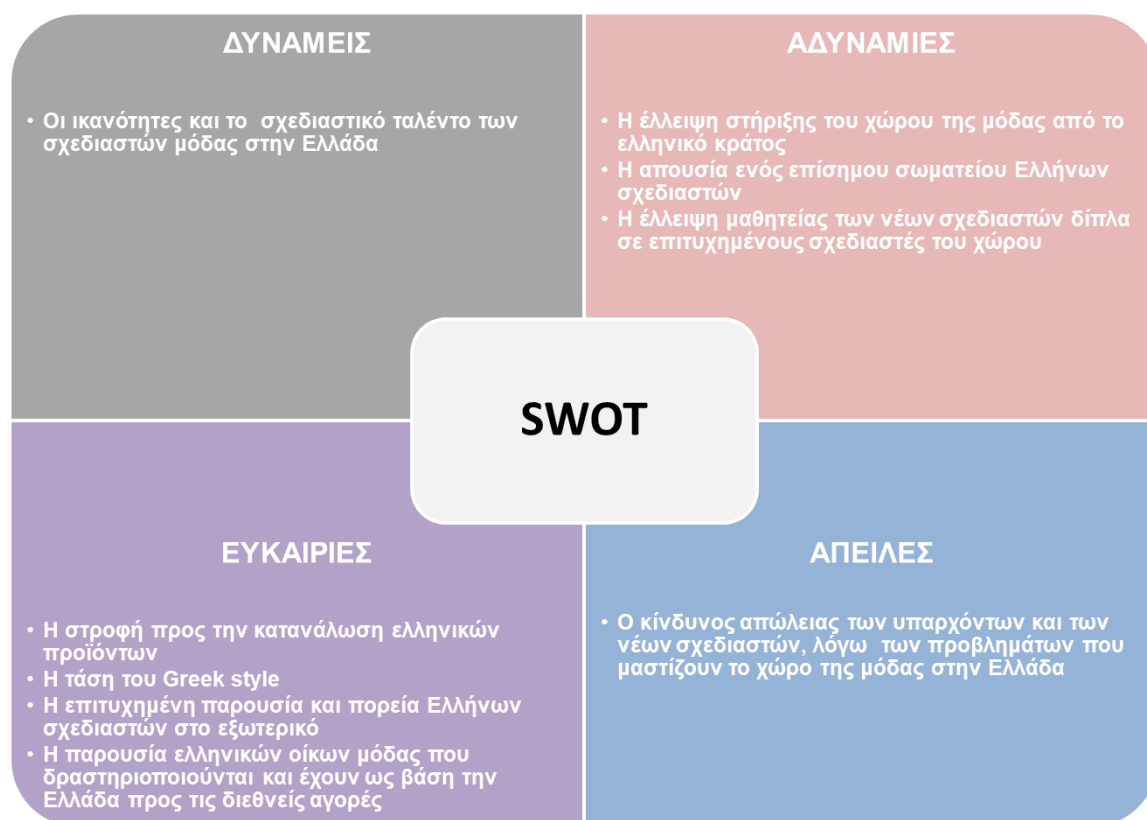 ΔΥΝΑΜΕΙΣ
• Οι ικανότητες και το σχεδιαστικό ταλέντο των
σχεδιαστών μόδας στην Ελλάδα
ΑΔΥΝΑΜΙΕΣ
• Η έλλειψη στήριξης του χώρου της μόδας από το
ελληνικό κράτος
• Η απουσία ενός επίσημου σωματείου Ελλήνων
σχεδιαστών
• Η έλλειψη μαθητείας των νέων σχεδιαστών δίπλα
σε επιτυχημένους σχεδιαστές του χώρου
SWOT
ΕΥΚΑΙΡΙΕΣ
• Η στροφή προς την κατανάλωση ελληνικών
προϊόντων
• Η τάση του Greek style
• Η επιτυχημένη παρουσία και πορεία Ελλήνων
σχεδιαστών στο εξωτερικό
• Η παρουσία ελληνικών οίκων μόδας που
δραστηριοποιούνται και έχουν ως βάση την
Ελλάδα προς τις διεθνείς αγορές
ΑΠΕΙΛΕΣ
• Ο κίνδυνος απώλειας των υπαρχόντων και των
νέων σχεδιαστών, λόγω των προβλημάτων που
μαστίζουν το χώρο της μόδας στην Ελλάδα